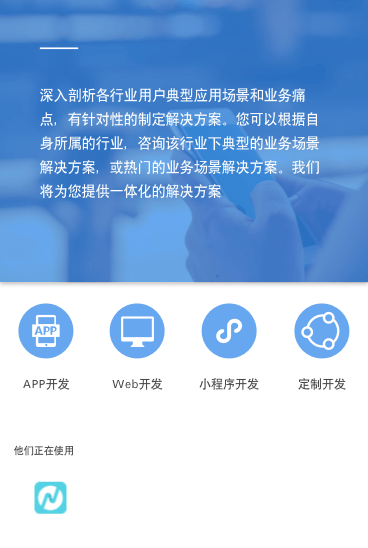 深入剖析各行业用户典型应用场景和业务痛
点，有针对性的制定解决方案。您可以根据自
身所属的行业，咨询该行业下典型的业务场景
解决方案，或热门的业务场景解决方案。我们
将为您提供一体化的解决方案
APP
APP开发
Web开发
小程序开发
定制开发
他们正在使用